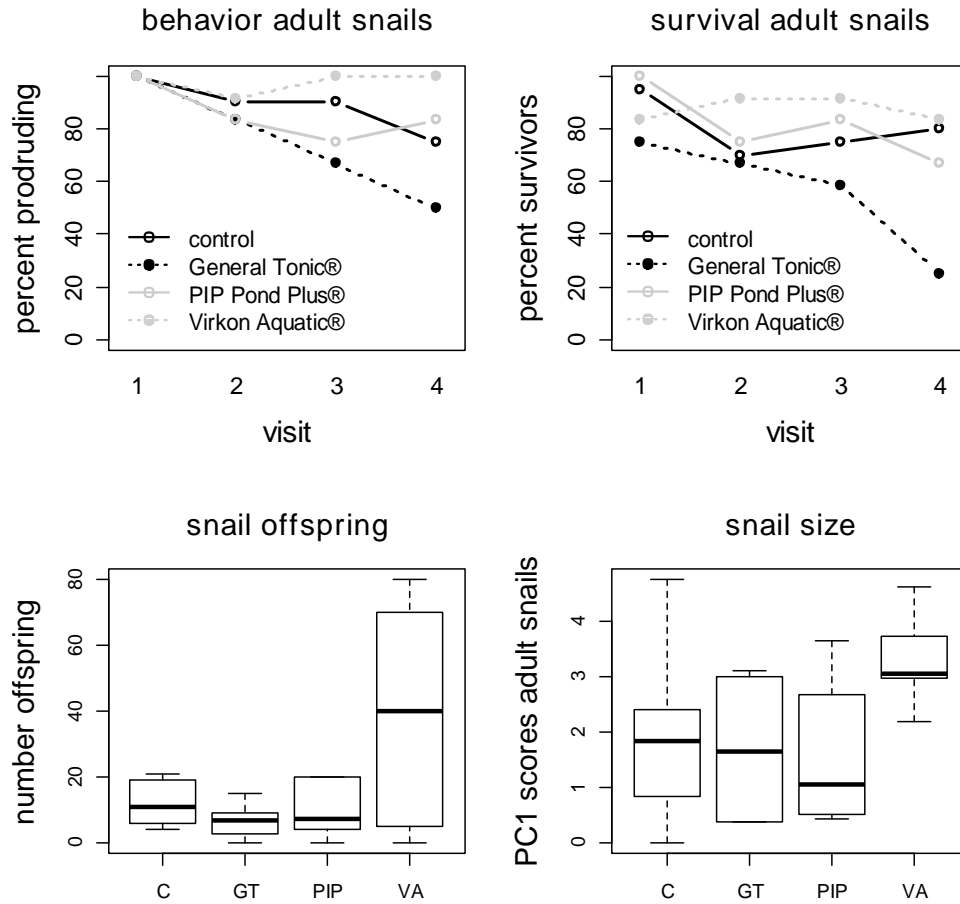 behavior adult snails
percent prodruding
0 20 40 60 80
control
General Tonic®
PIP Pond Plus®
Virkon Aquatic®
1 2 3 4
visit
survival adult snails
percent survivors
0 20 40 60 80
control
General Tonic®
PIP Pond Plus®
Virkon Aquatic®
1 2 3 4
visit
snail offspring
number offspring
0 20 40 60 80
C GT PIP VA
snail size
PC1 scores adult snails
0 1 2 3 4
C GT PIP VA